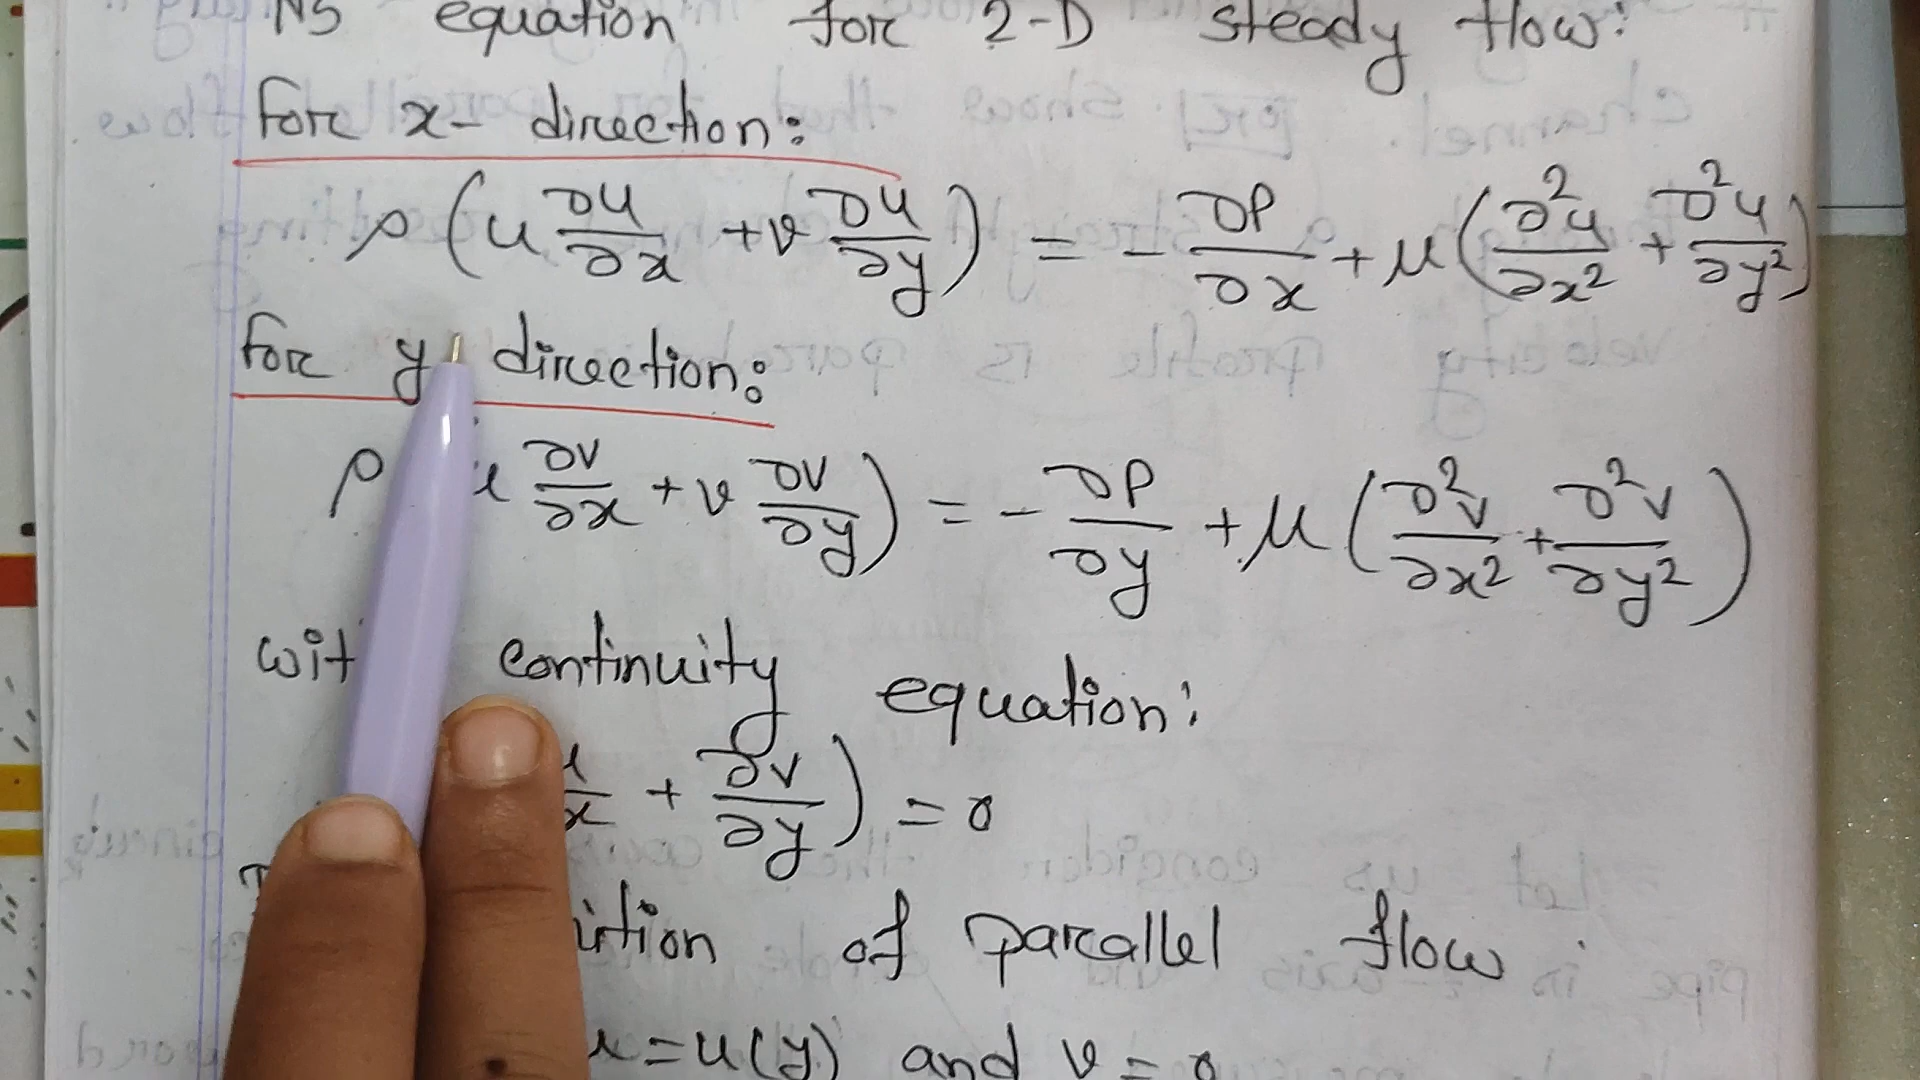 NS equation for 2-D steady flow:
for x- direction:
ρ(u ∂u/∂x + v ∂u/∂y) = - ∂P/∂x + μ(∂²u/∂x² + ∂²u/∂y²)
for y direction:
ρ u ∂v/∂x + v ∂v/∂y) = - ∂P/∂y + μ(∂²v/∂x² + ∂²v/∂y²)
continuity equation:
+ ∂v/∂y) = 0
of parallel flow
u=u(y) and v=0